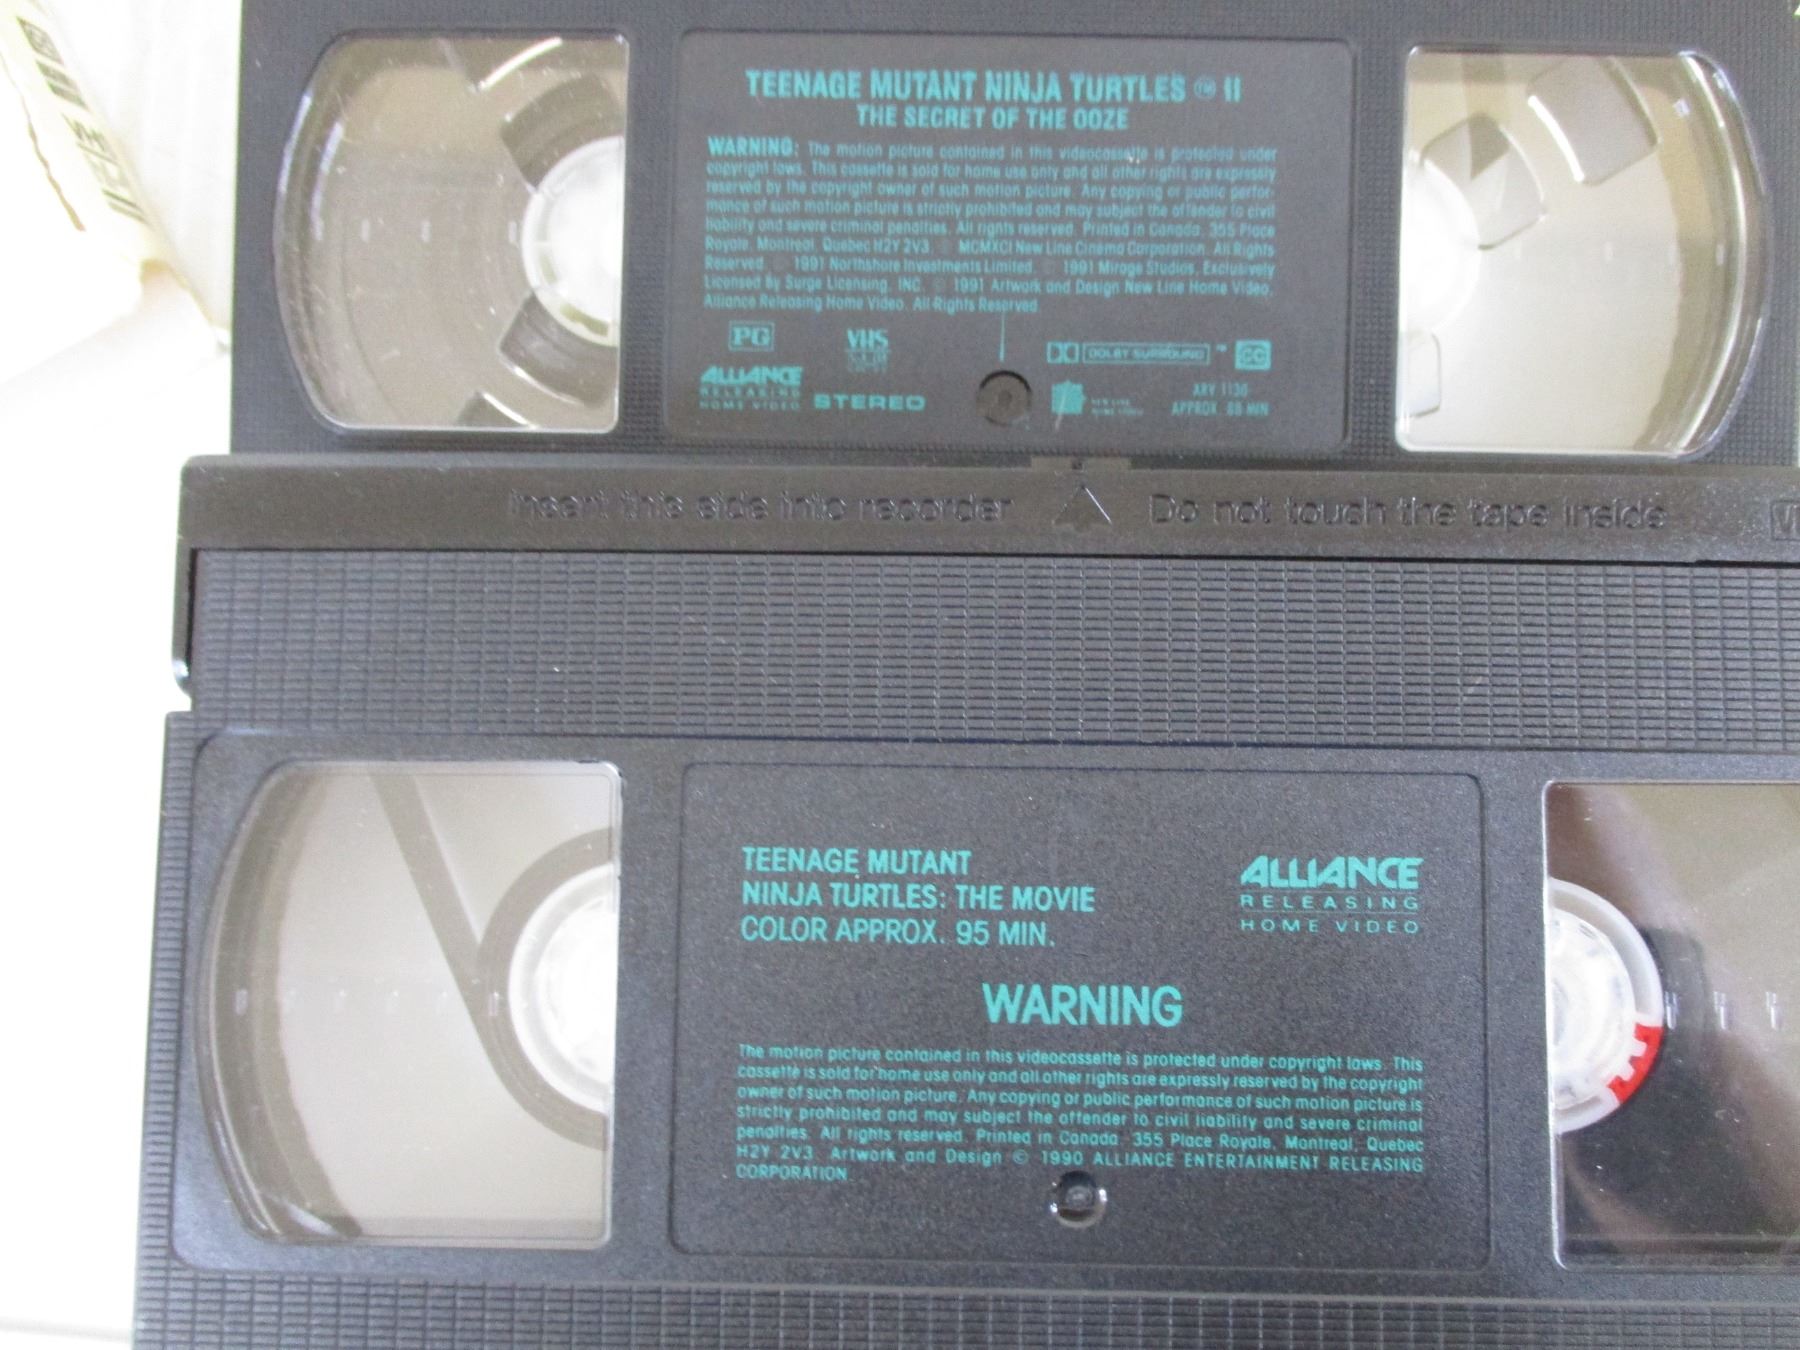 TEENAGE MUTANT NINJA TURTLES ™ II
THE SECRET OF THE OOZE
WARNING: The motion picture contained in this videocassette is protected under
copyright laws. This cassette is sold for home use only and all other rights are expressly
reserved by the copyright owner of such motion picture. Any copying or public perfor-
mance of such motion picture is strictly prohibited and may subject the offender to civil
liability and severe criminal penalties. All rights reserved. Printed in Canada. 355 Place
Royale, Montreal, Quebec H2Y 2V3 © MCMXCI New Line Cinema Corporation. All Rights
Reserved. © 1991 Northshore Investments Limited. © 1991 Mirage Studios, Exclusively
Licensed By Surge Licensing, INC. © 1991 Artwork and Design New Line Home Video,
Alliance Releasing Home Video. All Rights Reserved
PG VHS DOLBY SURROUND ™ CC
ALLIANCE
RELEASING
HOME VIDEO
STEREO
NEW LINE
HOME VIDEO
ARV 1130
APPROX. 88 MIN
Insert this side into recorder Do not touch the tape inside
TEENAGE MUTANT
NINJA TURTLES: THE MOVIE
COLOR APPROX. 95 MIN.
ALLIANCE
RELEASING
HOME VIDEO
WARNING
The motion picture contained in this videocassette is protected under copyright laws. This
cassette is sold for home use only and all other rights are expressly reserved by the copyright
owner of such motion picture. Any copying or public performance of such motion picture is
strictly prohibited and may subject the offender to civil liability and severe criminal
penalties. All rights reserved. Printed in Canada. 355 Place Royale, Montreal, Quebec
H2Y 2V3. Artwork and Design © 1990 ALLIANCE ENTERTAINMENT RELEASING
CORPORATION.